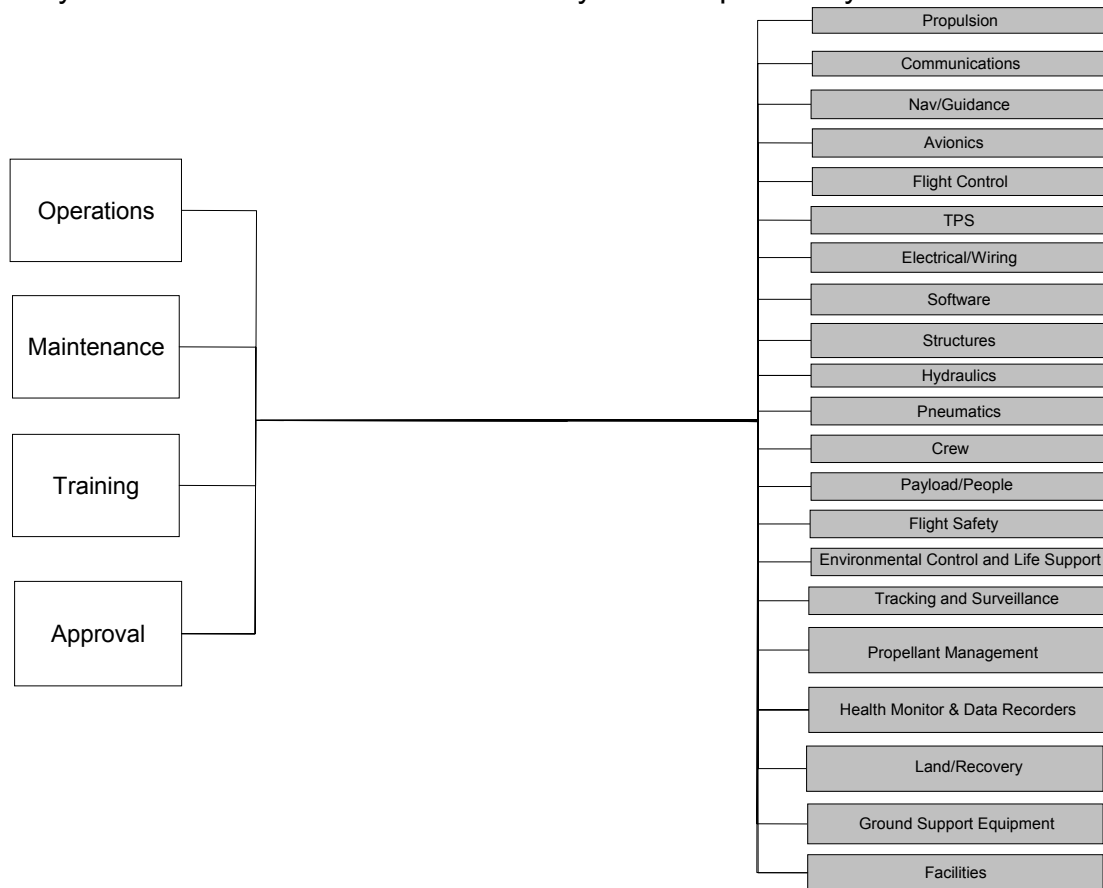 Operations
Maintenance
Training
Approval
Propulsion
Communications
Nav/Guidance
Avionics
Flight Control
TPS
Electrical/Wiring
Software
Structures
Hydraulics
Pneumatics
Crew
Payload/People
Flight Safety
Environmental Control and Life Support
Tracking and Surveillance
Propellant Management
Health Monitor & Data Recorders
Land/Recovery
Ground Support Equipment
Facilities